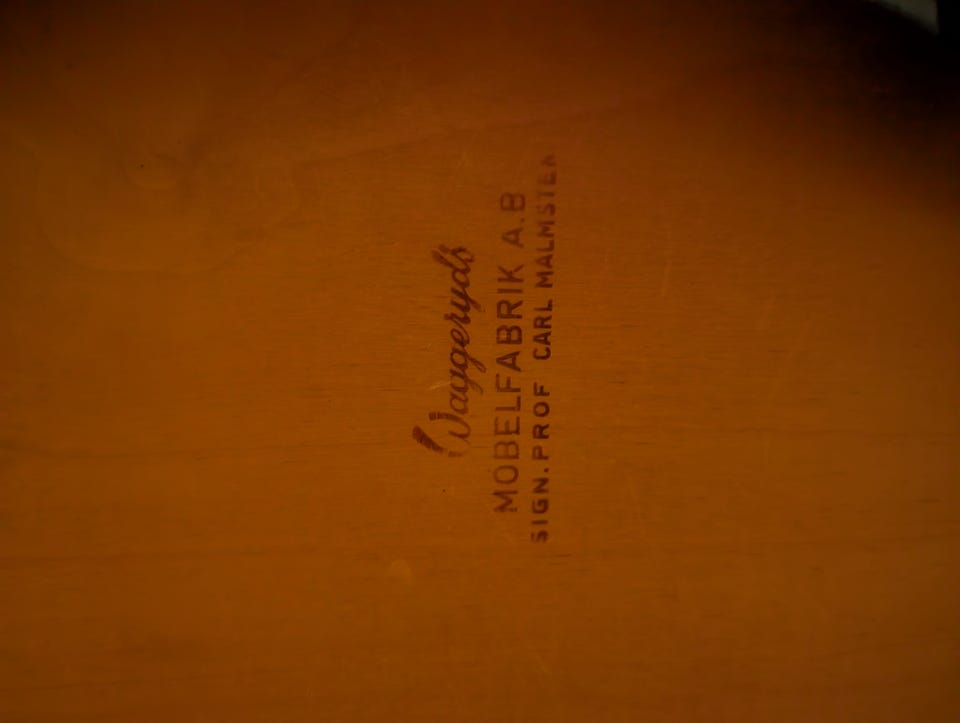 Waggeryds
MOBELFABRIK A.B
SIGN. PROF CARL MALMSTEN